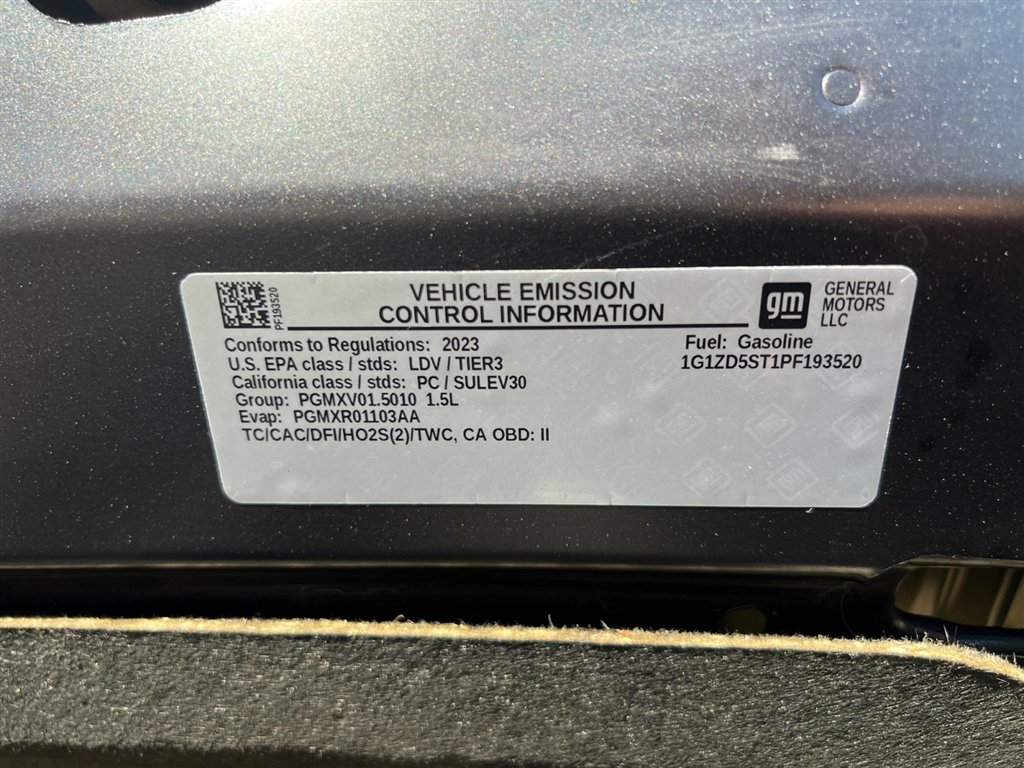 PF193520
VEHICLE EMISSION
CONTROL INFORMATION
gm
GENERAL
MOTORS
LLC
Conforms to Regulations: 2023
U.S. EPA class / stds: LDV / TIER3
California class / stds: PC / SULEV30
Group: PGMXV01.5010 1.5L
Evap: PGMXR01103AA
TC/CAC/DFI/HO2S(2)/TWC, CA OBD: II
Fuel: Gasoline
1G1ZD5ST1PF193520